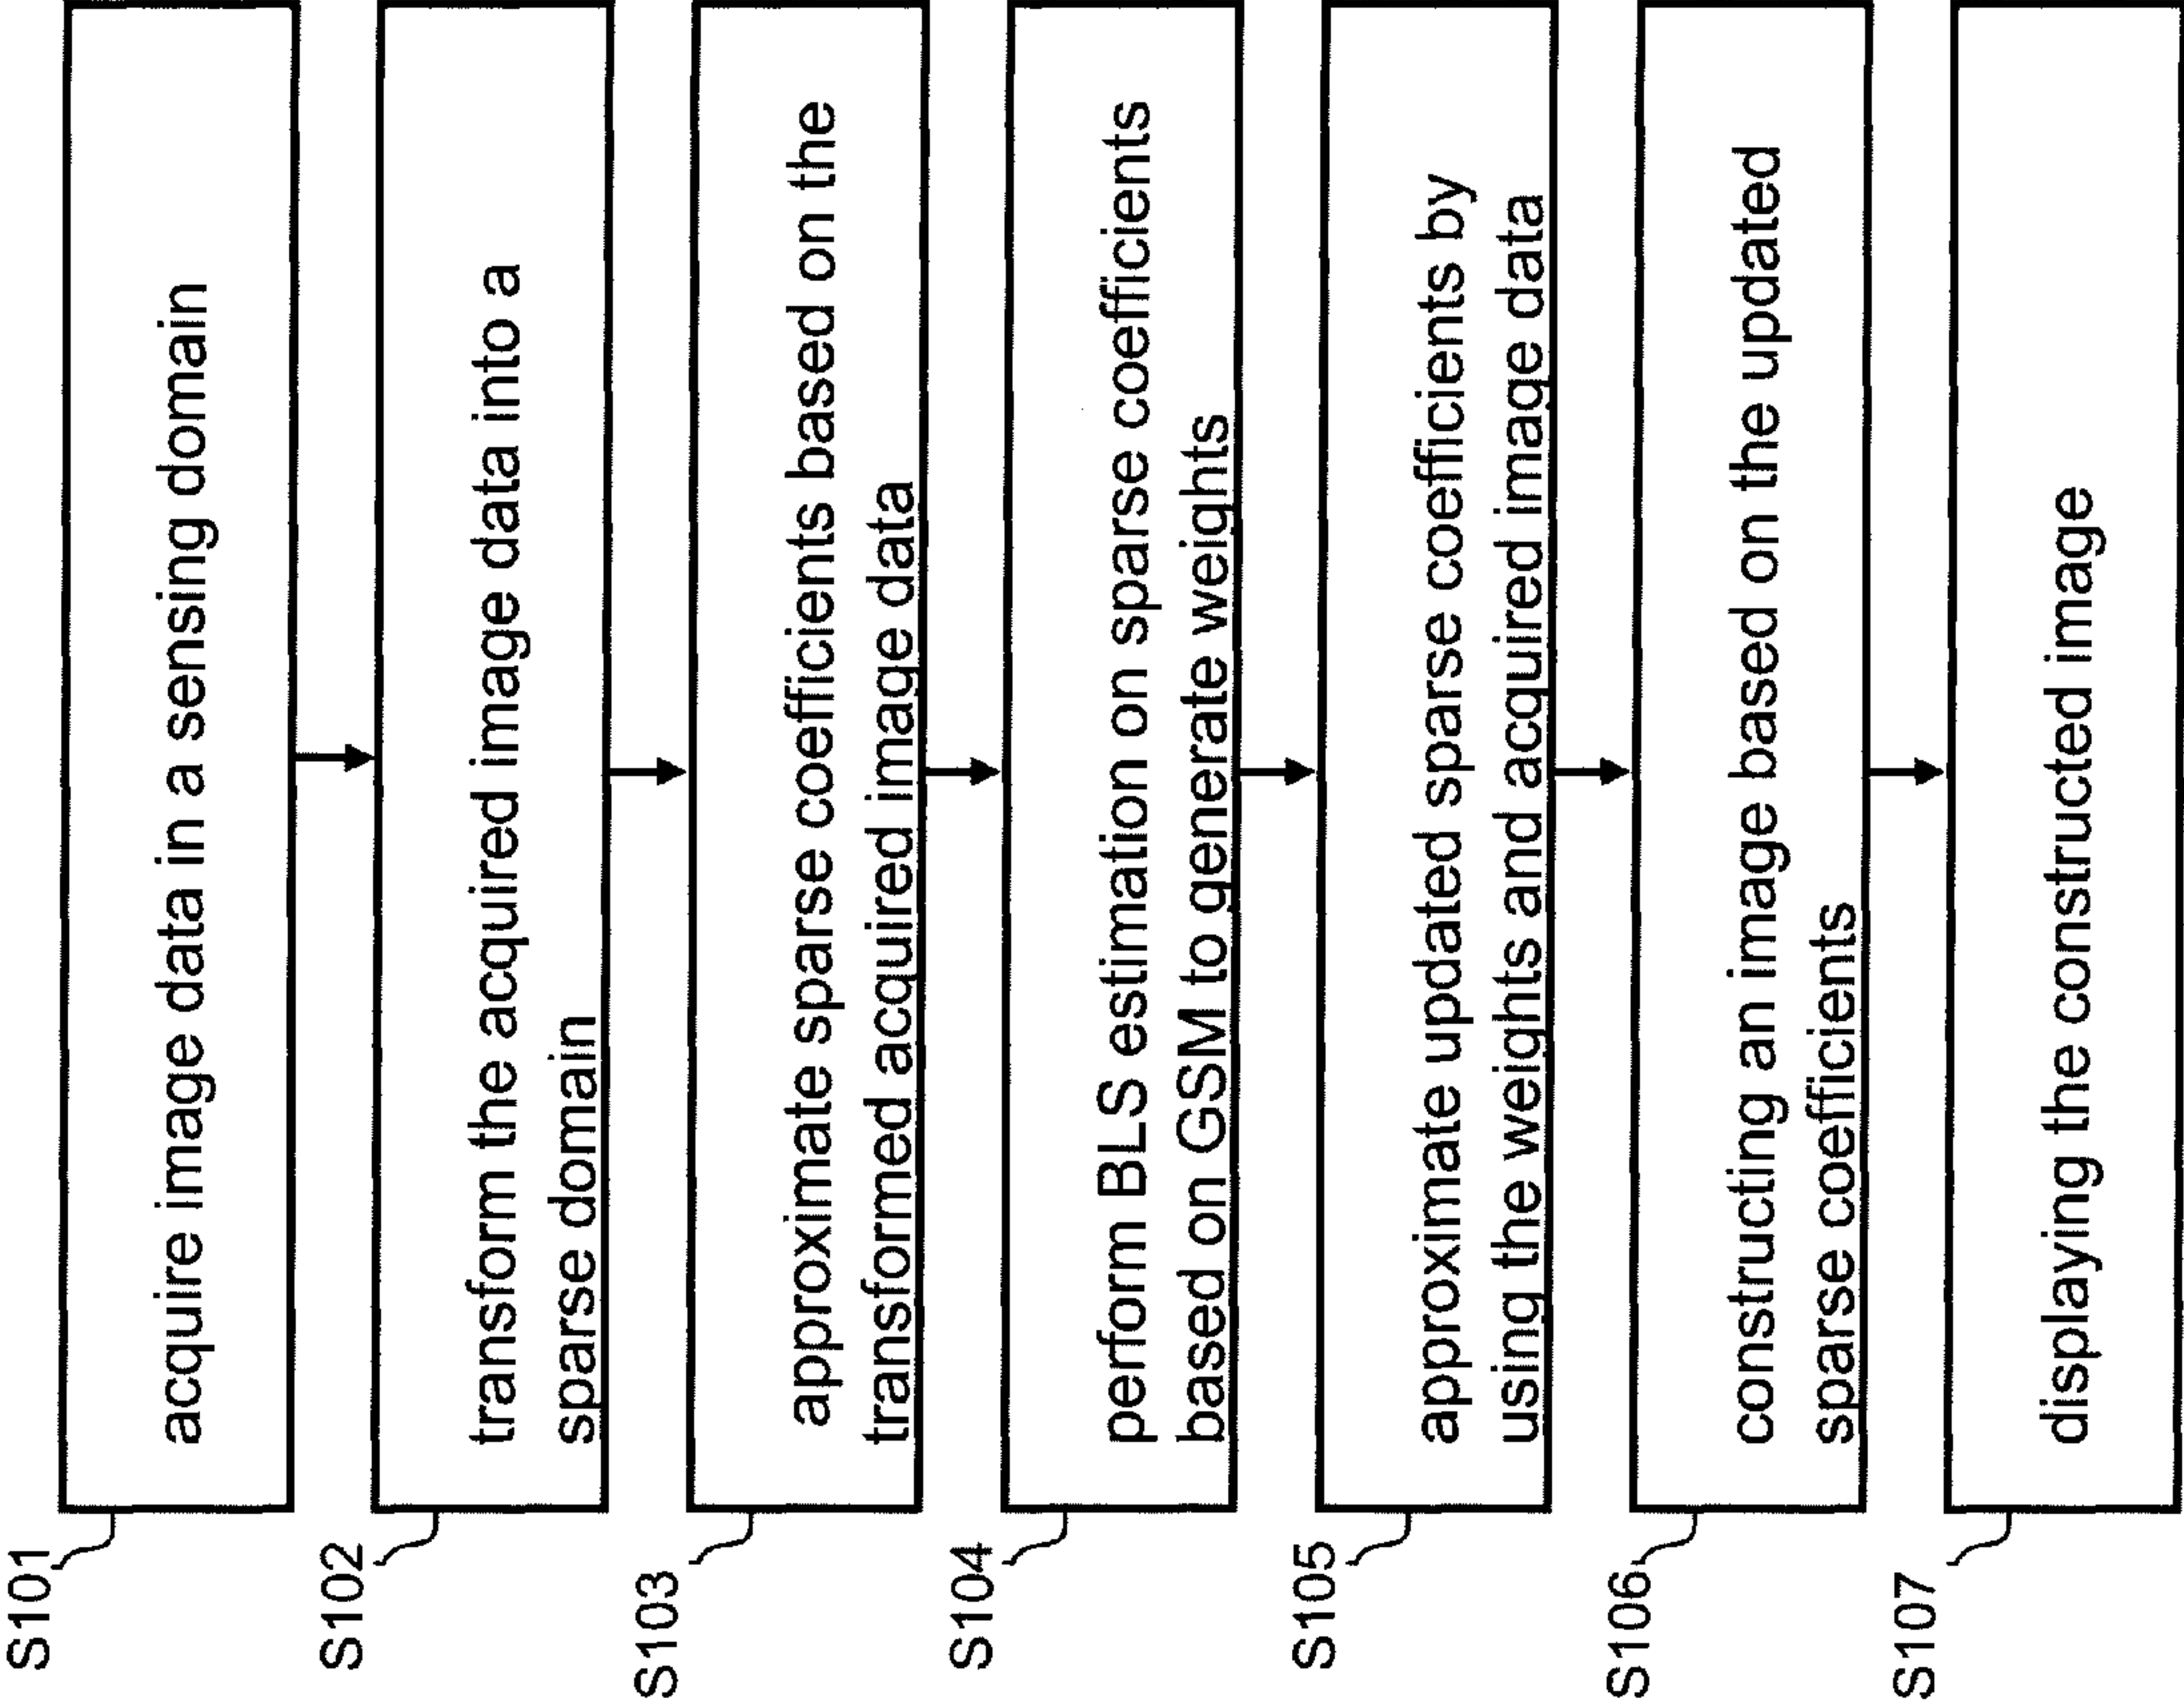 S101
acquire image data in a sensing domain
S102
transform the acquired image data into a
sparse domain
S103
approximate sparse coefficients based on the
transformed acquired image data
S104
perform BLS estimation on sparse coefficients
based on GSM to generate weights
S105
approximate updated sparse coefficients by
using the weights and acquired image data
S106
constructing an image based on the updated
sparse coefficients
S107
displaying the constructed image